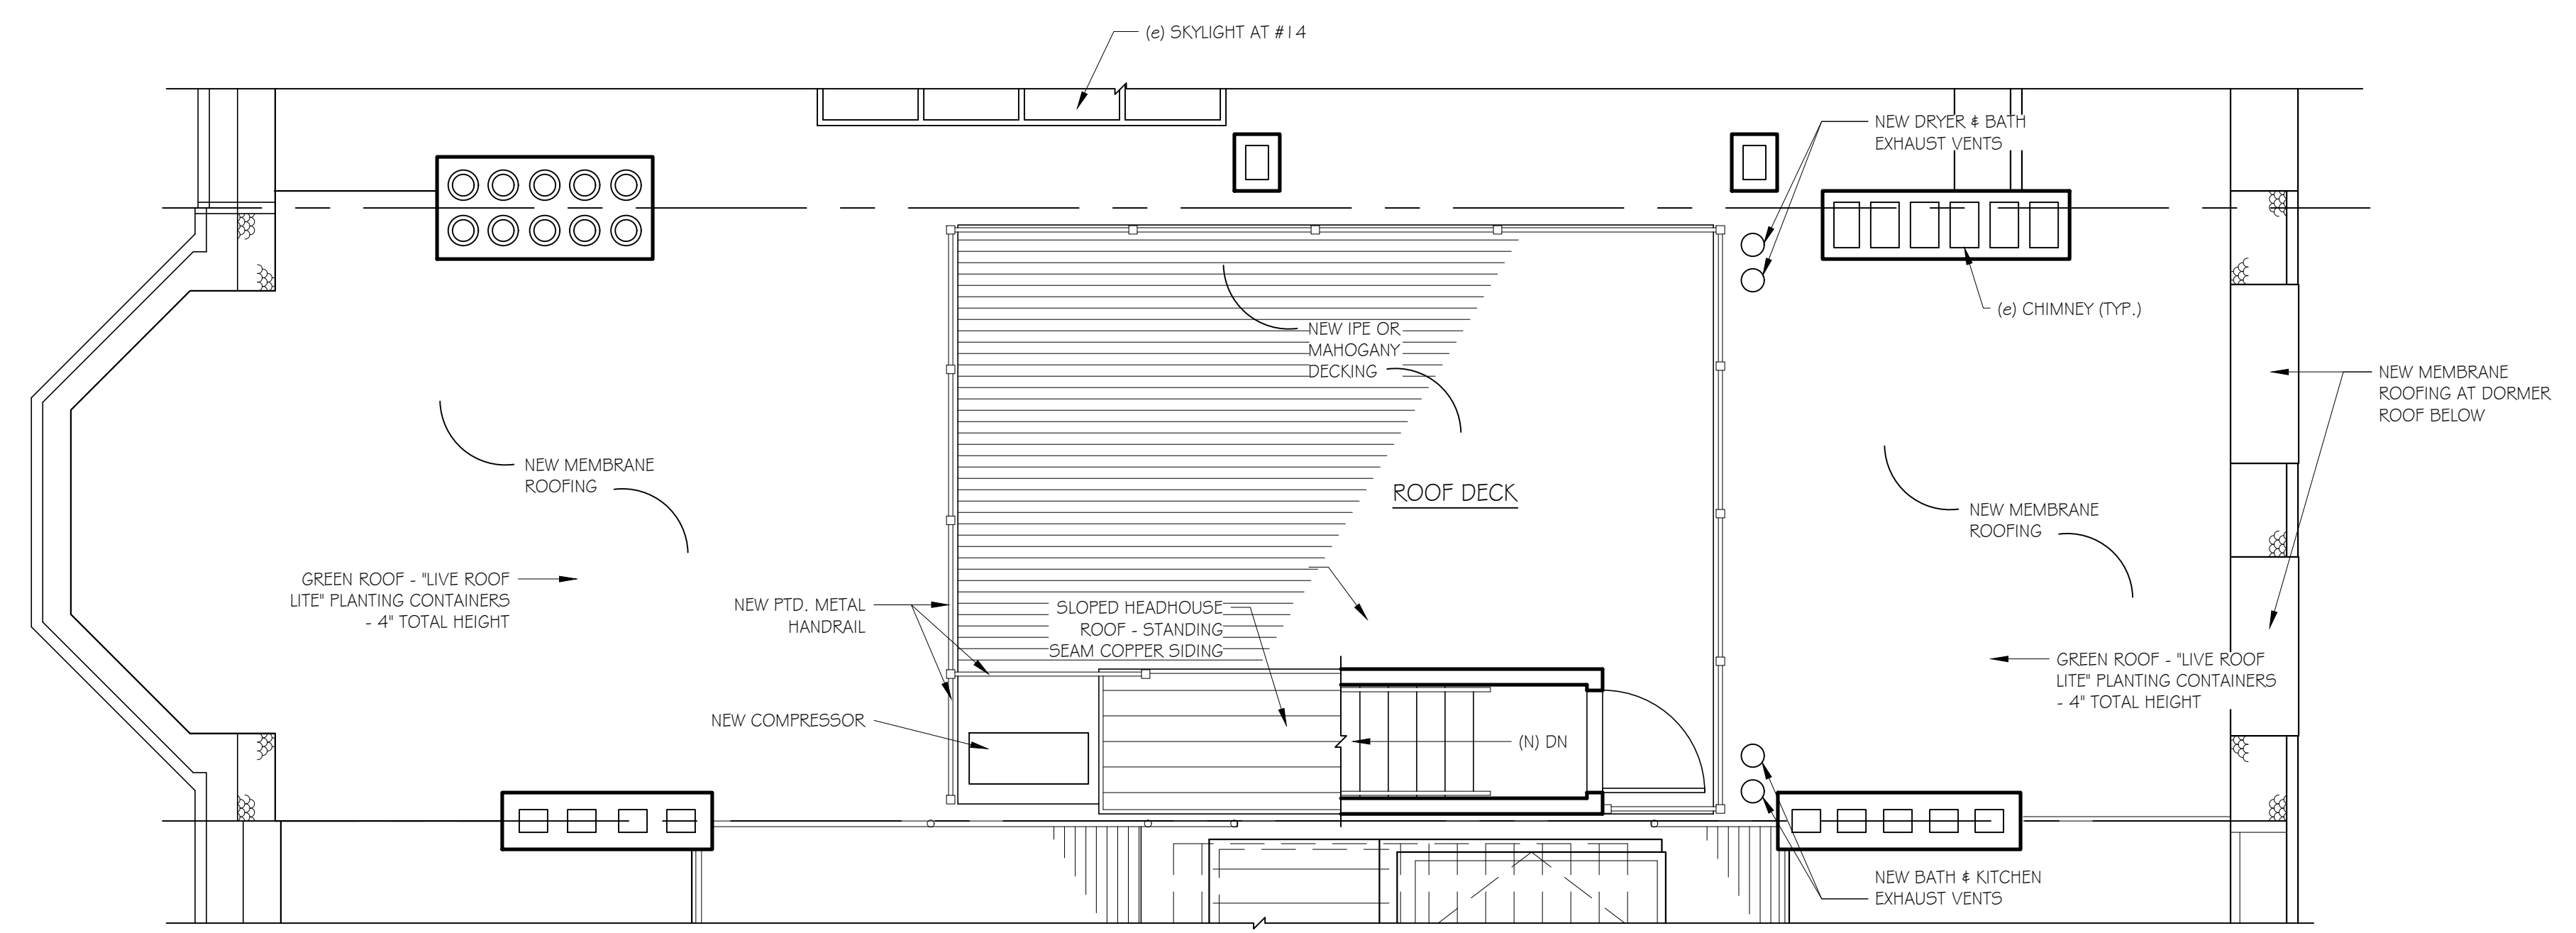 (e) SKYLIGHT AT #14
NEW DRYER & BATH
EXHAUST VENTS
(e) CHIMNEY (TYP.)
NEW IPE OR
MAHOGANY
DECKING
NEW MEMBRANE
ROOFING AT DORMER
ROOF BELOW
NEW MEMBRANE
ROOFING
ROOF DECK
NEW MEMBRANE
ROOFING
GREEN ROOF - "LIVE ROOF
LITE" PLANTING CONTAINERS
- 4" TOTAL HEIGHT
NEW PTD. METAL
HANDRAIL
SLOPED HEADHOUSE
ROOF - STANDING
SEAM COPPER SIDING
GREEN ROOF - "LIVE ROOF
LITE" PLANTING CONTAINERS
- 4" TOTAL HEIGHT
NEW COMPRESSOR
(N) DN
NEW BATH & KITCHEN
EXHAUST VENTS